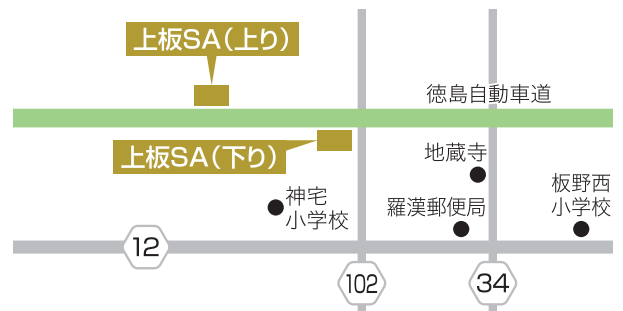 上板SA（上り）
徳島自動車道
上板SA（下り）
地蔵寺
板野西
小学校
神宅
小学校
羅漢郵便局
12
102
34